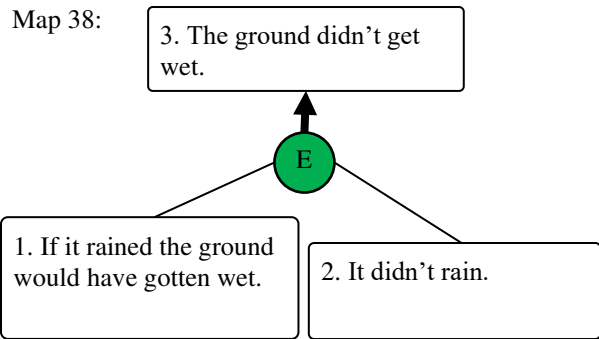 Map 38:
3. The ground didn’t get
wet.
E
1. If it rained the ground
would have gotten wet.
2. It didn’t rain.